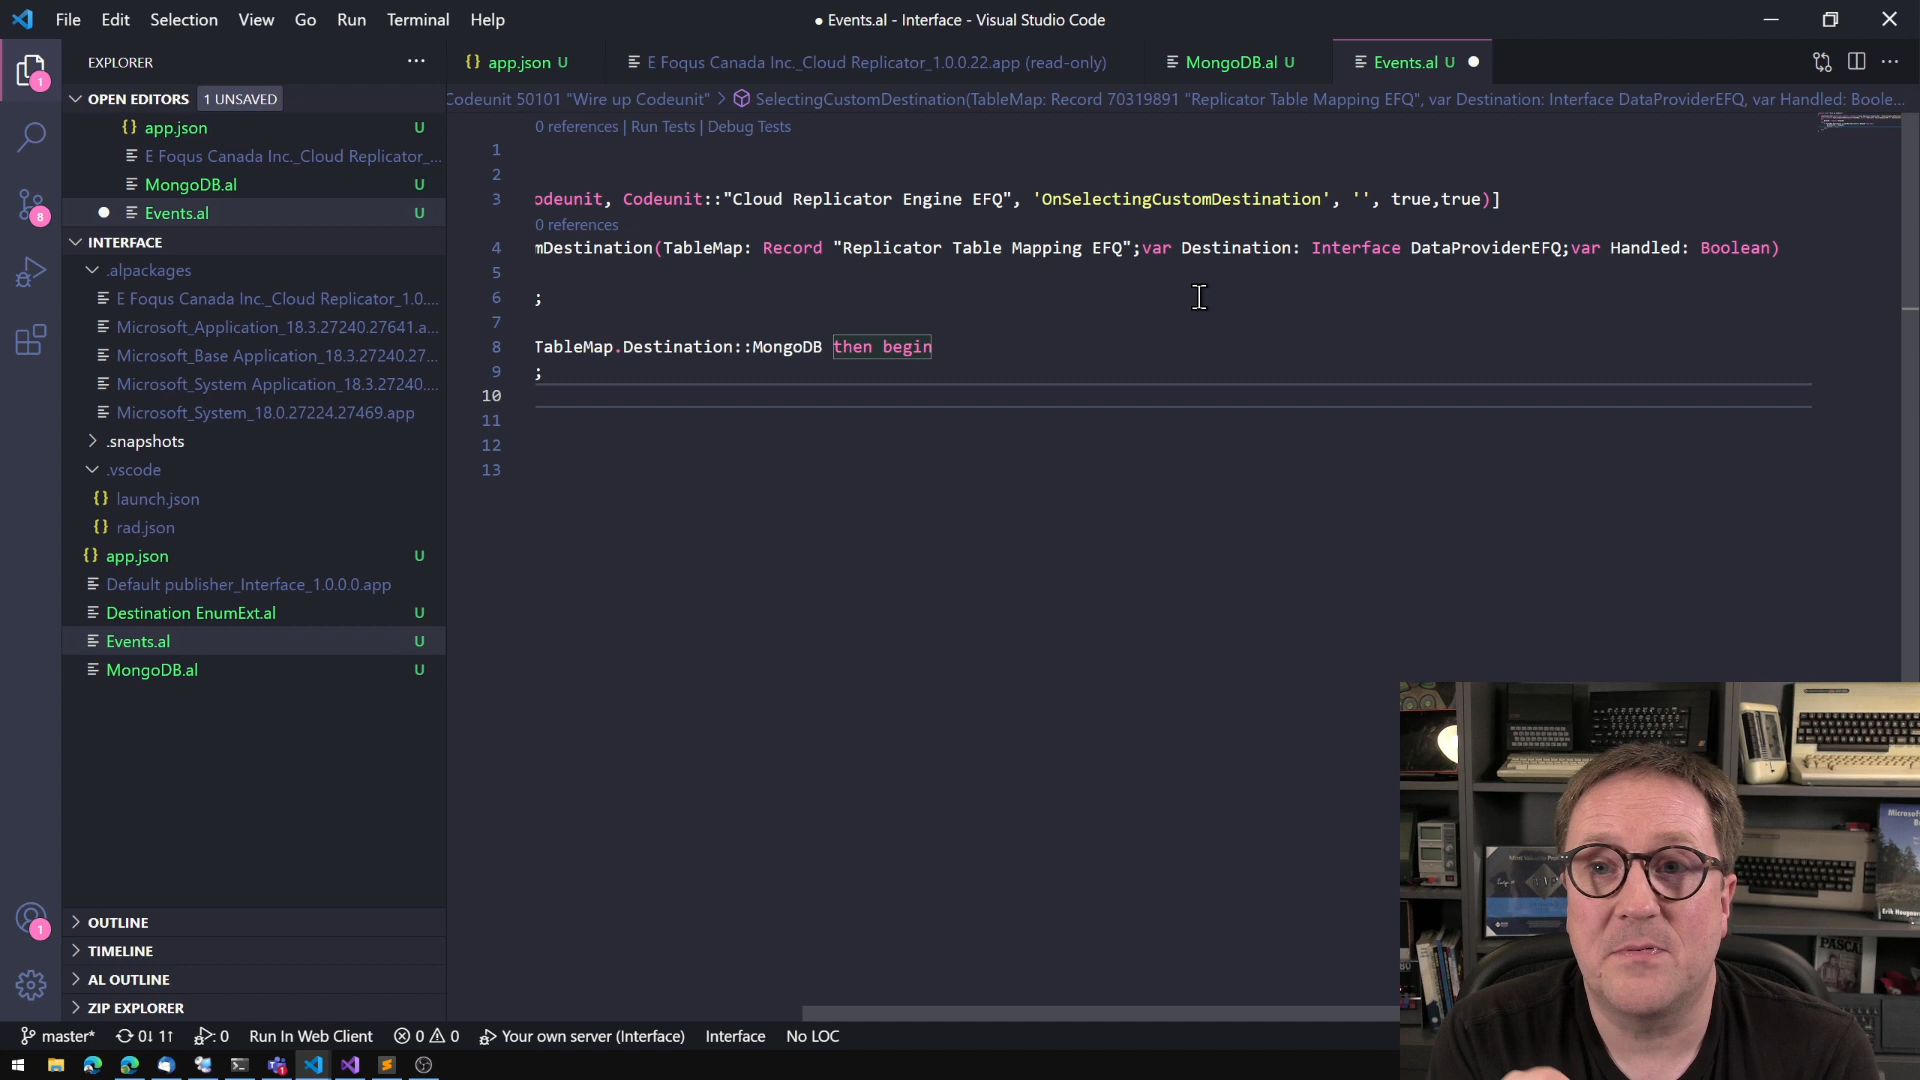 File Edit Selection View Go Run Terminal Help
● Events.al - Interface - Visual Studio Code
EXPLORER
{} app.json U
E Foqus Canada Inc._Cloud Replicator_1.0.0.22.app (read-only)
MongoDB.al U
Events.al U ●
OPEN EDITORS 1 UNSAVED
Codeunit 50101 "Wire up Codeunit" > SelectingCustomDestination(TableMap: Record 70319891 "Replicator Table Mapping EFQ", var Destination: Interface DataProviderEFQ, var Handled: Boole...
{} app.json U
E Foqus Canada Inc._Cloud Replicator_...
MongoDB.al U
● Events.al U
INTERFACE
.alpackages
E Foqus Canada Inc._Cloud Replicator_1.0....
Microsoft_Application_18.3.27240.27641.a...
Microsoft_Base Application_18.3.27240.27...
Microsoft_System Application_18.3.27240....
Microsoft_System_18.0.27224.27469.app
.snapshots
.vscode
{} launch.json
{} rad.json
{} app.json U
Default publisher_Interface_1.0.0.0.app
Destination EnumExt.al U
Events.al U
MongoDB.al U
OUTLINE
TIMELINE
AL OUTLINE
ZIP EXPLORER
0 references | Run Tests | Debug Tests
1
2
3 odeunit, Codeunit::"Cloud Replicator Engine EFQ", 'OnSelectingCustomDestination', '', true,true)]
0 references
4 mDestination(TableMap: Record "Replicator Table Mapping EFQ";var Destination: Interface DataProviderEFQ;var Handled: Boolean)
5
6 ;
7
8 TableMap.Destination::MongoDB then begin
9 ;
10
11
12
13
1
8
1
master* 0↓ 1↑ : 0 Run In Web Client 0 0 Your own server (Interface) Interface No LOC
Microsoft
B
Erik Hougaard
PASCAL